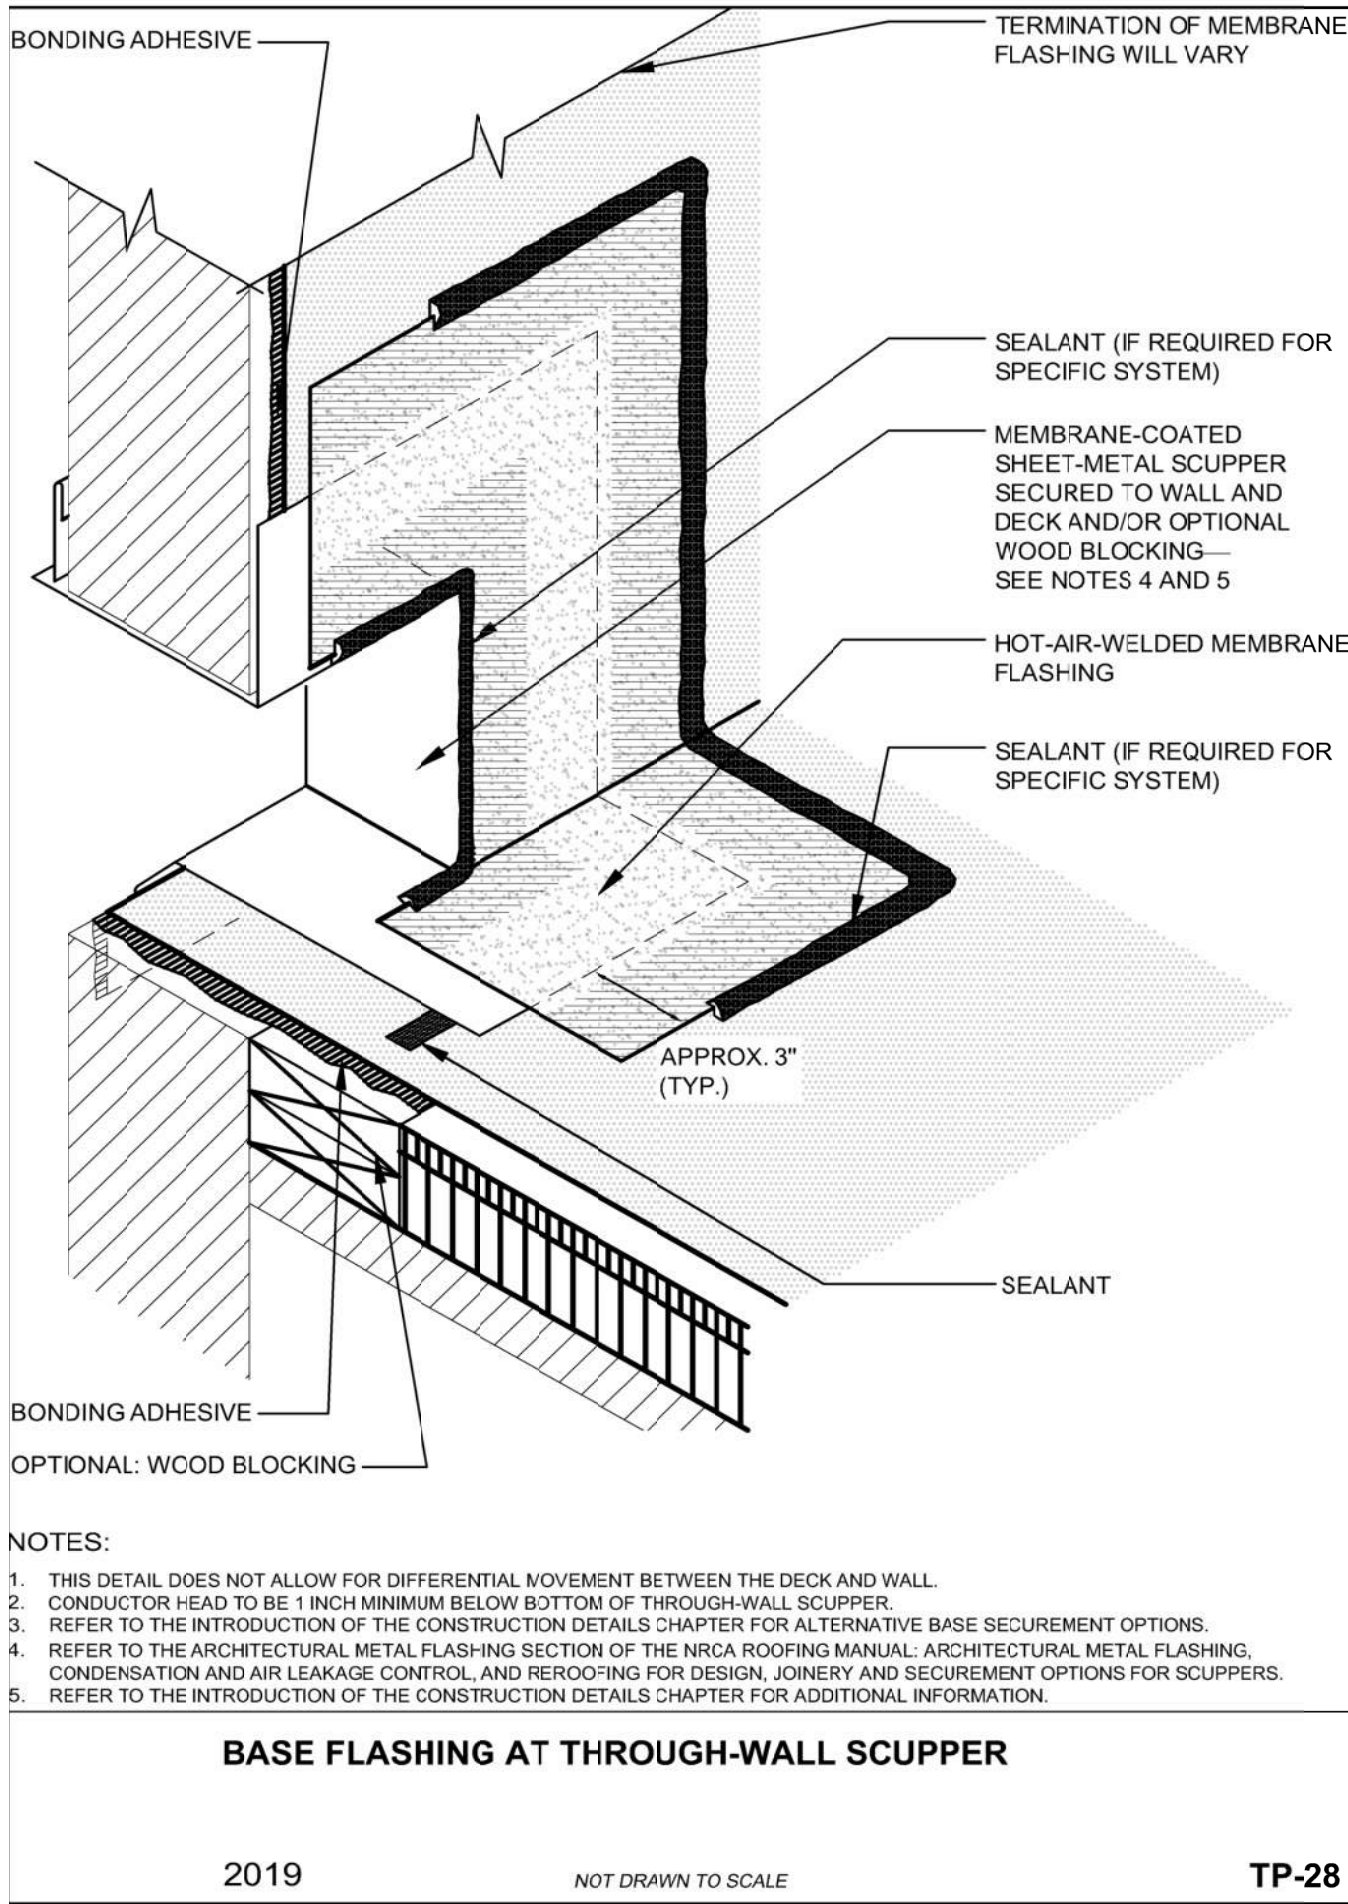 BONDING ADHESIVE
TERMINATION OF MEMBRANE
FLASHING WILL VARY
SEALANT (IF REQUIRED FOR
SPECIFIC SYSTEM)
MEMBRANE-COATED
SHEET-METAL SCUPPER
SECURED TO WALL AND
DECK AND/OR OPTIONAL
WOOD BLOCKING—
SEE NOTES 4 AND 5
HOT-AIR-WELDED MEMBRANE
FLASHING
SEALANT (IF REQUIRED FOR
SPECIFIC SYSTEM)
APPROX. 3"
(TYP.)
SEALANT
BONDING ADHESIVE
OPTIONAL: WOOD BLOCKING
NOTES:
1. THIS DETAIL DOES NOT ALLOW FOR DIFFERENTIAL MOVEMENT BETWEEN THE DECK AND WALL.
2. CONDUCTOR HEAD TO BE 1 INCH MINIMUM BELOW BOTTOM OF THROUGH-WALL SCUPPER.
3. REFER TO THE INTRODUCTION OF THE CONSTRUCTION DETAILS CHAPTER FOR ALTERNATIVE BASE SECUREMENT OPTIONS.
4. REFER TO THE ARCHITECTURAL METAL FLASHING SECTION OF THE NRCA ROOFING MANUAL: ARCHITECTURAL METAL FLASHING,
CONDENSATION AND AIR LEAKAGE CONTROL, AND REROOFING FOR DESIGN, JOINERY AND SECUREMENT OPTIONS FOR SCUPPERS.
5. REFER TO THE INTRODUCTION OF THE CONSTRUCTION DETAILS CHAPTER FOR ADDITIONAL INFORMATION.
BASE FLASHING AT THROUGH-WALL SCUPPER
2019
NOT DRAWN TO SCALE
TP-28